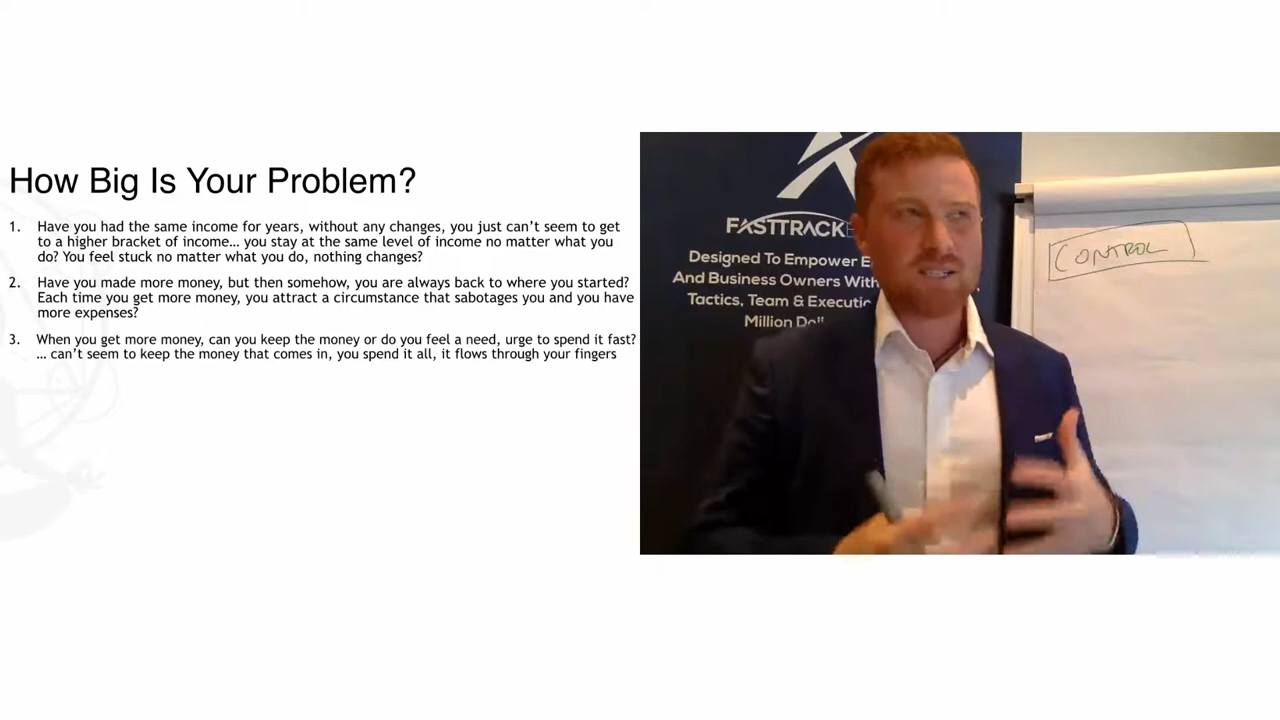 How Big Is Your Problem?
1. Have you had the same income for years, without any changes, you just can't seem to get
to a higher bracket of income... you stay at the same level of income no matter what you
do? You feel stuck no matter what you do, nothing changes?
2. Have you made more money, but then somehow, you are always back to where you started?
Each time you get more money, you attract a circumstance that sabotages you and you have
more expenses?
3. When you get more money, can you keep the money or do you feel a need, urge to spend it fast?
... can't seem to keep the money that comes in, you spend it all, it flows through your fingers
FASTTRACK
Designed To Empower E
And Business Owners With
Tactics, Team & Executio
Million Doll
CONTROL